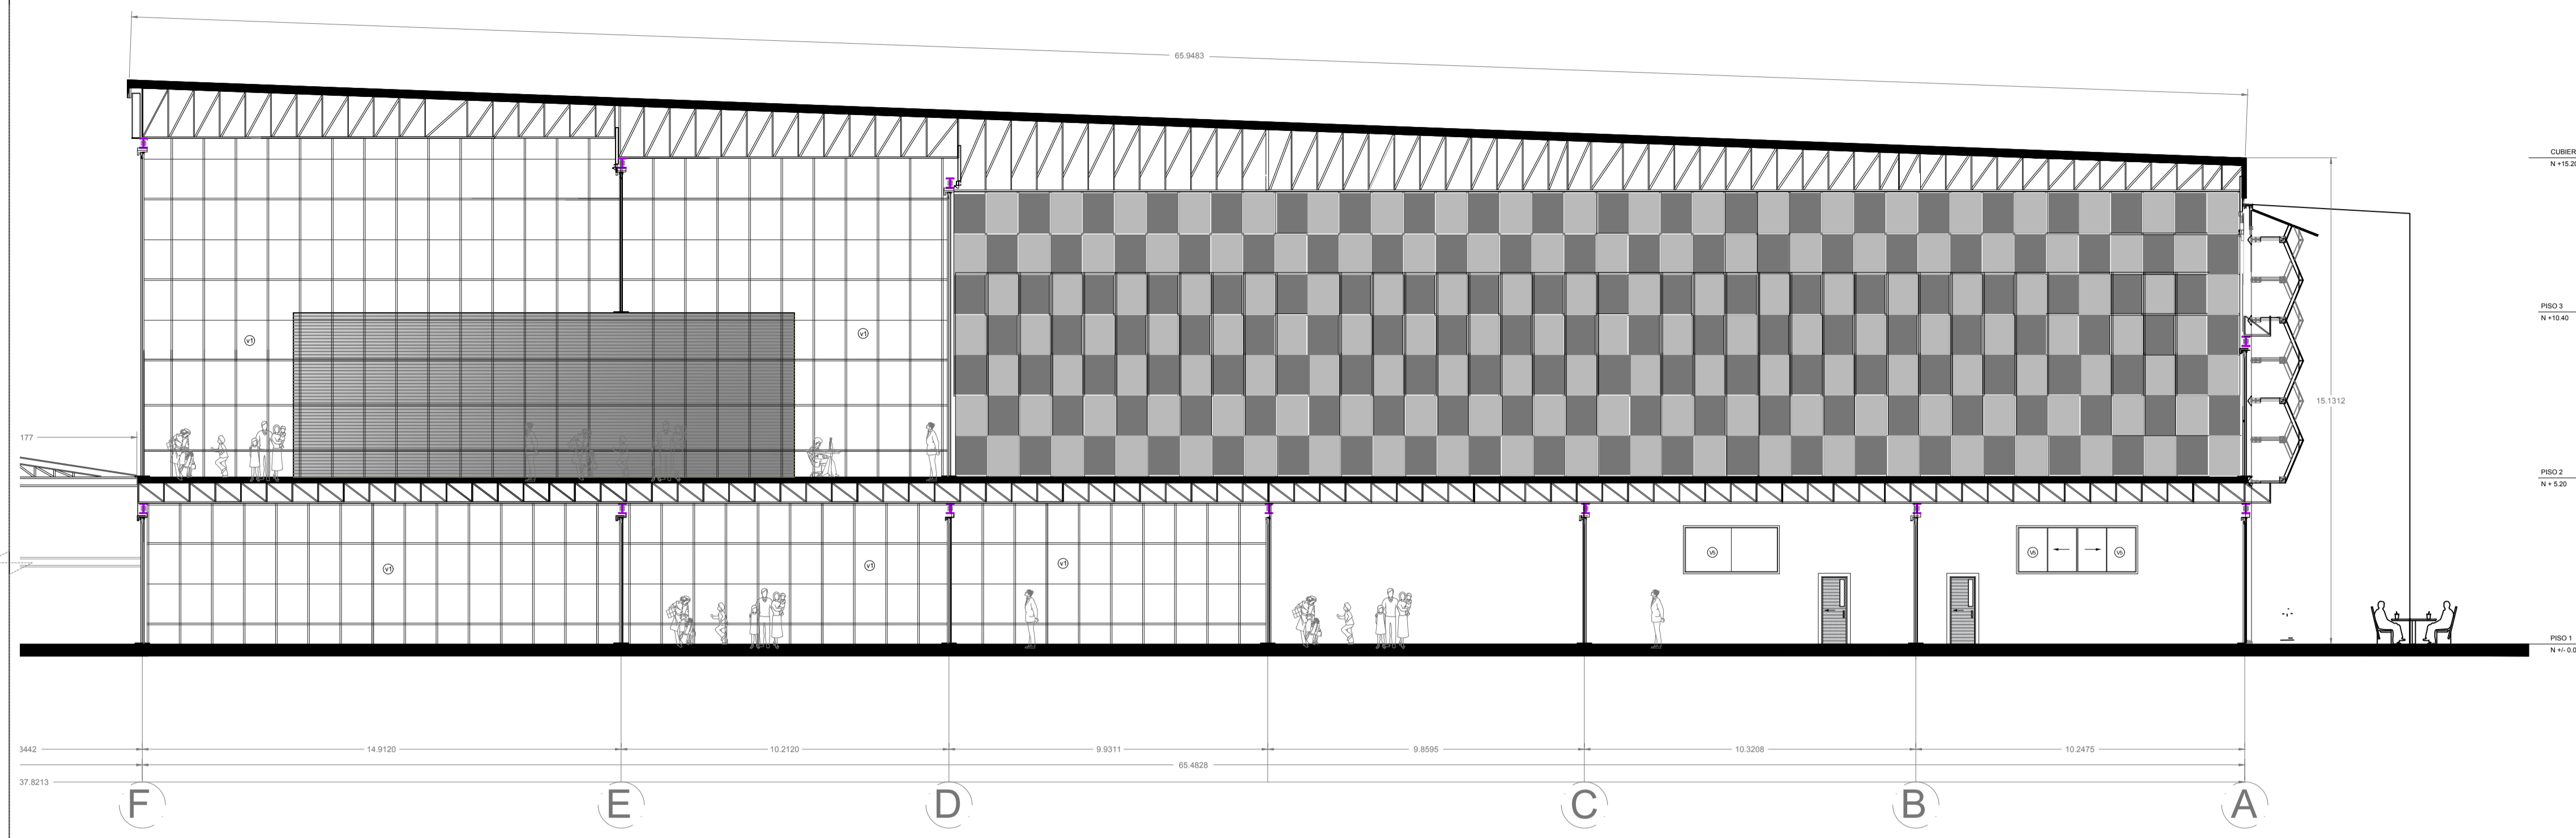 65.9483
CUBIER
N +15.20
PISO 3
N +10.40
v1
v1
15.1312
177
PISO 2
N + 5.20
v1
v1
v1
V5
V5
V5
PISO 1
N +/- 0.0
3442
14.9120
10.2120
9.9311
9.8595
10.3208
10.2475
65.4828
37.8213
F
E
D
C
B
A